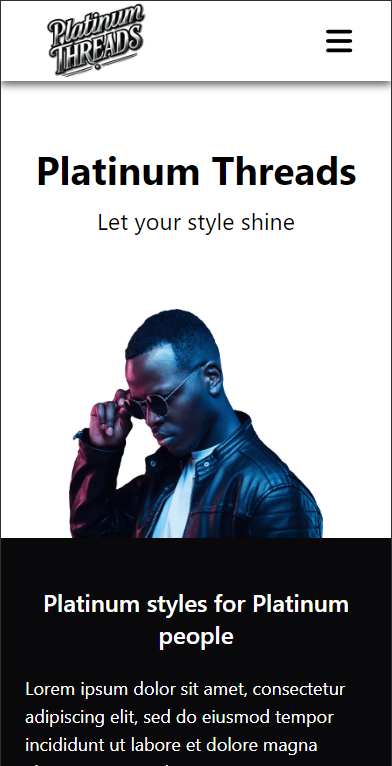 Platinum
THREADS
Platinum Threads
Let your style shine
Platinum styles for Platinum
people
Lorem ipsum dolor sit amet, consectetur
adipiscing elit, sed do eiusmod tempor
incididunt ut labore et dolore magna